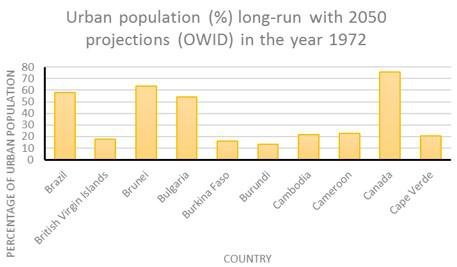 Urban population (%) long-run with 2050
projections (OWID) in the year 1972
PERCENTAGE OF URBAN POPULATION
80
70
60
50
40
30
20
10
0
Brazil
British Virgin Islands
Brunei
Bulgaria
Burkina Faso
Burundi
Cambodia
Cameroon
Canada
Cape Verde
COUNTRY